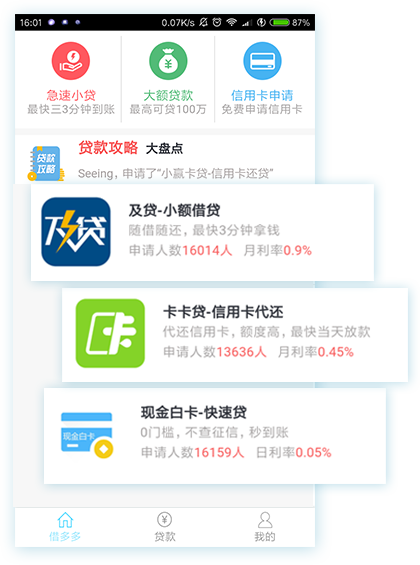 16:01 0.07K/s 87%
急速小贷 大额贷款 信用卡申请
最快三3分钟到账 最高可贷100万 免费申请信用卡
贷款攻略
贷款攻略 大盘点
Seeing，申请了“小赢卡贷-信用卡还贷”
及贷
及贷-小额借贷
随借随还，最快3分钟拿钱
申请人数16014人 月利率0.9%
卡卡贷-信用卡代还
代还信用卡，额度高，最快当天放款
申请人数13636人 月利率0.45%
现金白卡
现金白卡-快速贷
0门槛，不查征信，秒到账
申请人数16159人 日利率0.05%
借多多 贷款 我的